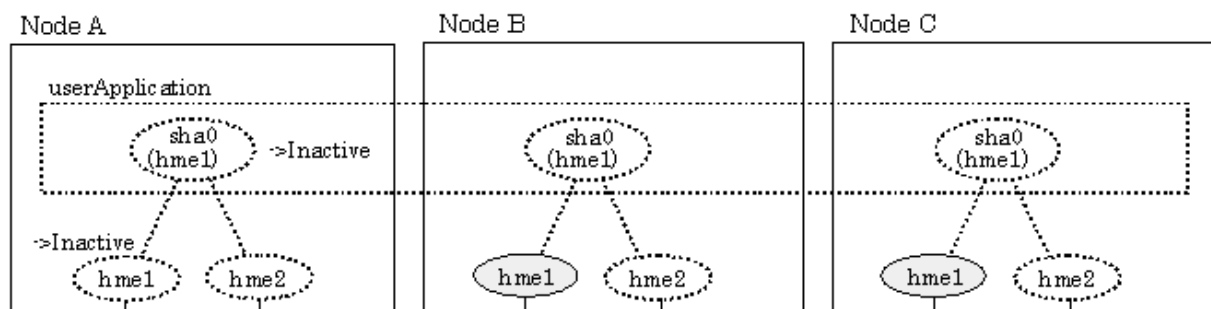 Node A
Node B
Node C
userApplication
sha0
(hme1)
->Inactive
sha0
(hme1)
sha0
(hme1)
->Inactive
hme1
hme2
hme1
hme2
hme1
hme2